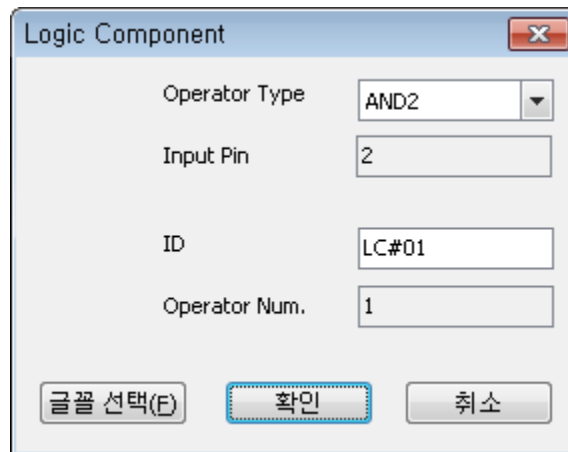 Logic Component
Operator Type AND2
Input Pin 2
ID LC#01
Operator Num. 1
글꼴 선택(F) 확인 취소